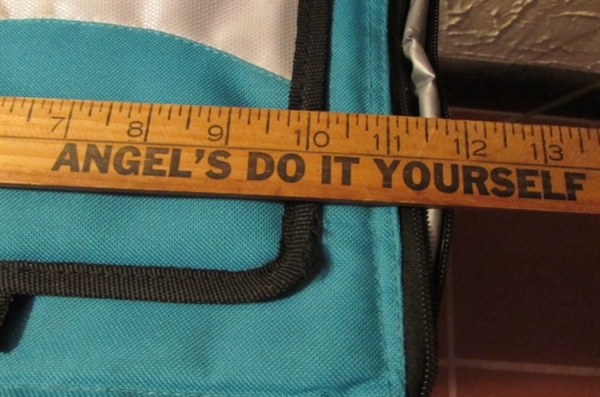 7 8 9 10 11 12 13
ANGEL'S DO IT YOURSELF